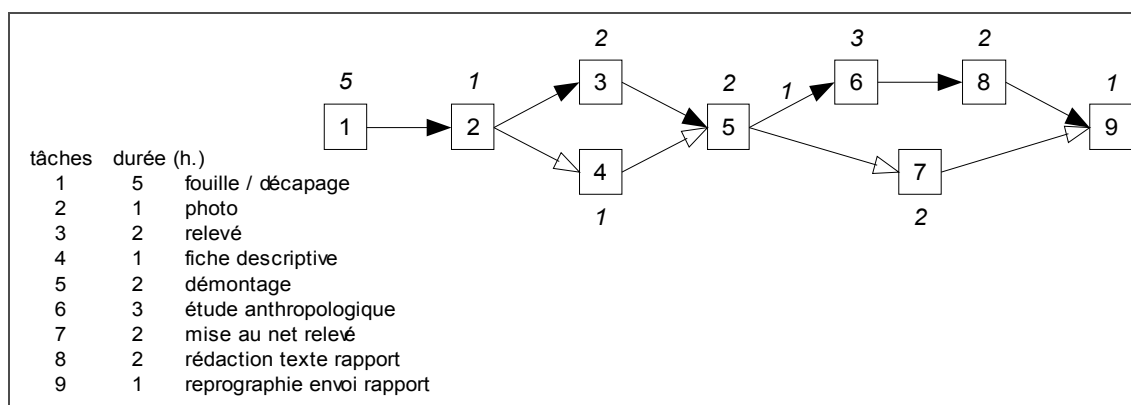 2 3 2
5 1 2 1 1
3 6 8
1 2 5 9
4 7
1 2
tâches durée (h.)
1 5 fouille / décapage
2 1 photo
3 2 relevé
4 1 fiche descriptive
5 2 démontage
6 3 étude anthropologique
7 2 mise au net relevé
8 2 rédaction texte rapport
9 1 reprographie envoi rapport